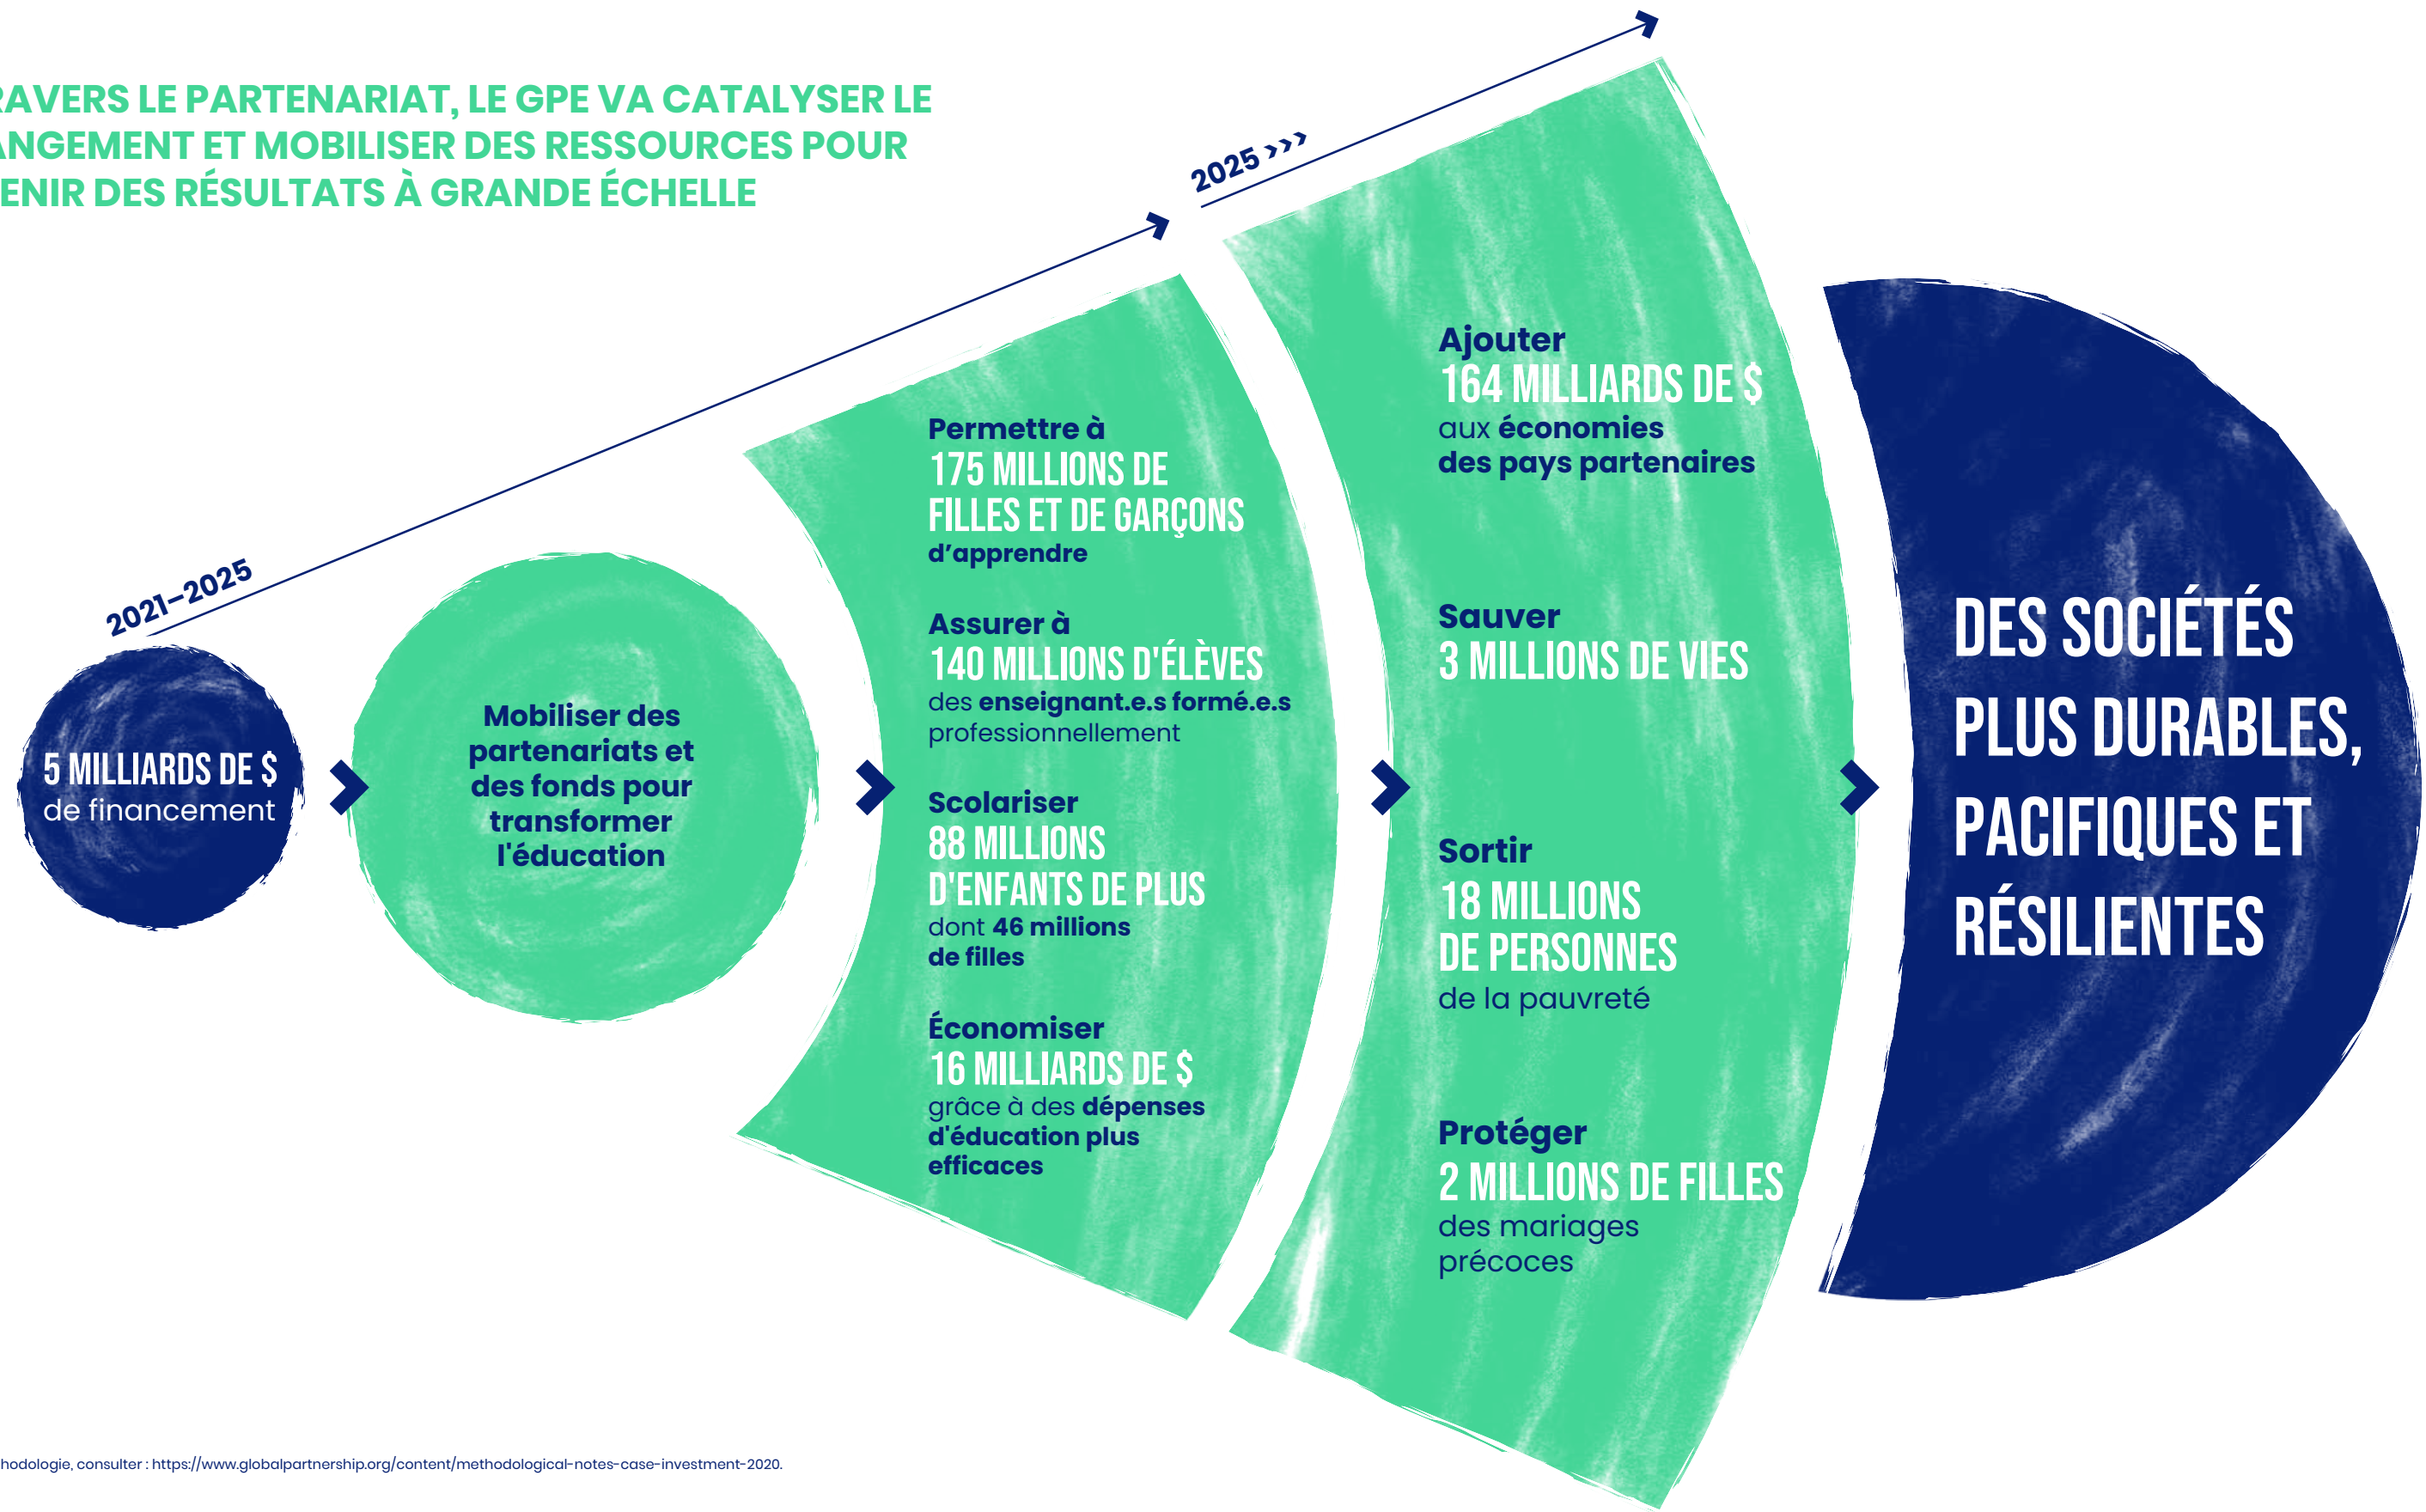 RAVERS LE PARTENARIAT, LE GPE VA CATALYSER LE
ANGEMENT ET MOBILISER DES RESSOURCES POUR
ENIR DES RÉSULTATS À GRANDE ÉCHELLE
2021–2025
2025 >>>
5 MILLIARDS DE $
de financement
Mobiliser des
partenariats et
des fonds pour
transformer
l'éducation
Permettre à
175 MILLIONS DE
FILLES ET DE GARÇONS
d’apprendre
Assurer à
140 MILLIONS D'ÉLÈVES
des enseignant.e.s formé.e.s
professionnellement
Scolariser
88 MILLIONS
D'ENFANTS DE PLUS
dont 46 millions
de filles
Économiser
16 MILLIARDS DE $
grâce à des dépenses
d'éducation plus
efficaces
Ajouter
164 MILLIARDS DE $
aux économies
des pays partenaires
Sauver
3 MILLIONS DE VIES
Sortir
18 MILLIONS
DE PERSONNES
de la pauvreté
Protéger
2 MILLIONS DE FILLES
des mariages
précoces
DES SOCIÉTÉS
PLUS DURABLES,
PACIFIQUES ET
RÉSILIENTES
hodologie, consulter : https://www.globalpartnership.org/content/methodological-notes-case-investment-2020.